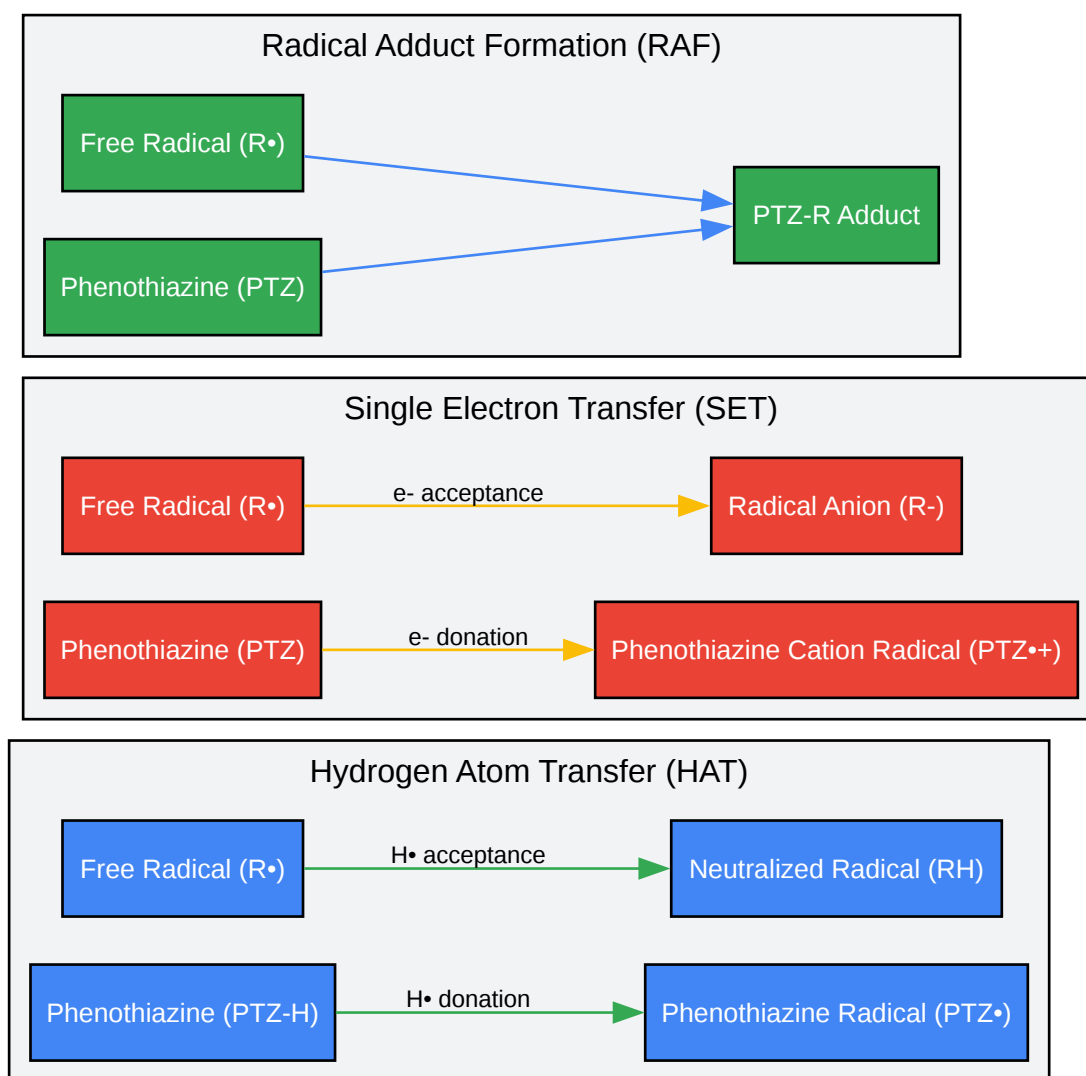 Radical Adduct Formation (RAF)
Free Radical (R•)
PTZ-R Adduct
Phenothiazine (PTZ)
Single Electron Transfer (SET)
Free Radical (R•)
e- acceptance
Radical Anion (R-)
Phenothiazine (PTZ)
e- donation
Phenothiazine Cation Radical (PTZ•+)
Hydrogen Atom Transfer (HAT)
Free Radical (R•)
H• acceptance
Neutralized Radical (RH)
Phenothiazine (PTZ-H)
H• donation
Phenothiazine Radical (PTZ•)